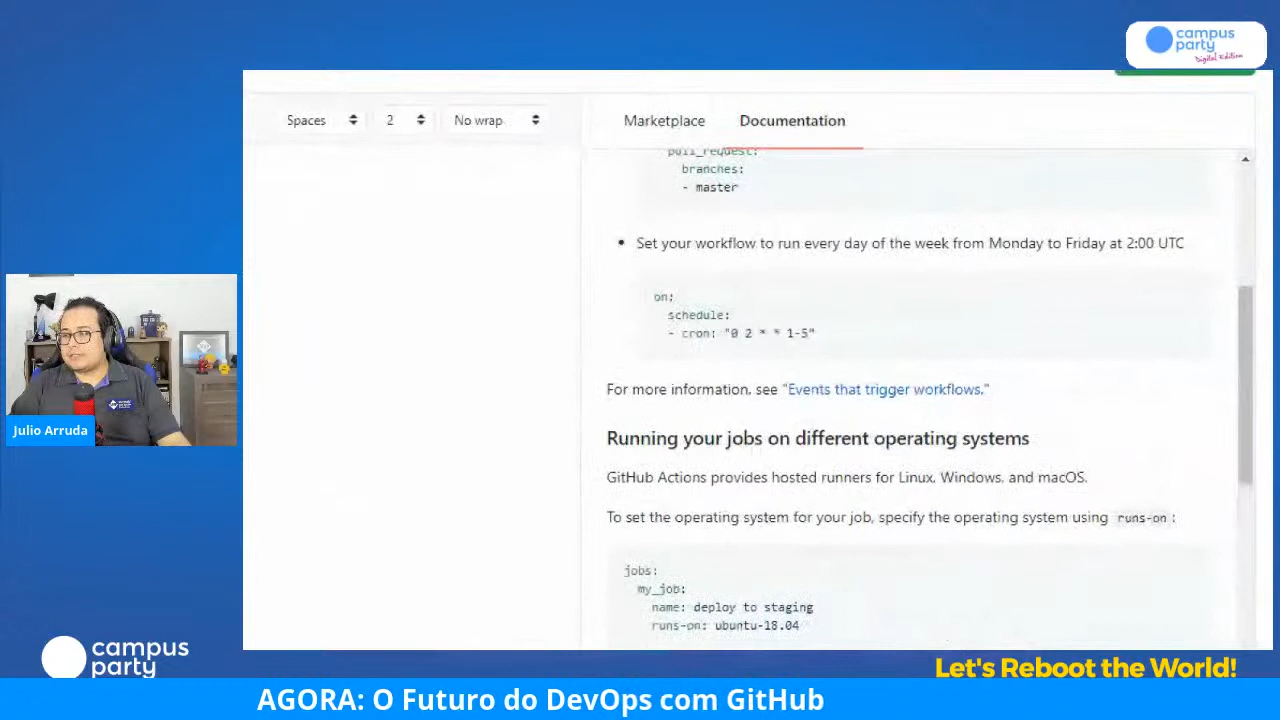 campus
party
Digital Edition
Spaces 2 No wrap
Marketplace Documentation
pull_request:
branches:
- master
• Set your workflow to run every day of the week from Monday to Friday at 2:00 UTC
on:
schedule:
- cron: "0 2 * * 1-5"
For more information, see "Events that trigger workflows."
Running your jobs on different operating systems
GitHub Actions provides hosted runners for Linux, Windows, and macOS.
To set the operating system for your job, specify the operating system using runs-on :
jobs:
my_job:
name: deploy to staging
runs-on: ubuntu-18.04
Julio Arruda
campus
party
Let's Reboot the World!
AGORA: O Futuro do DevOps com GitHub